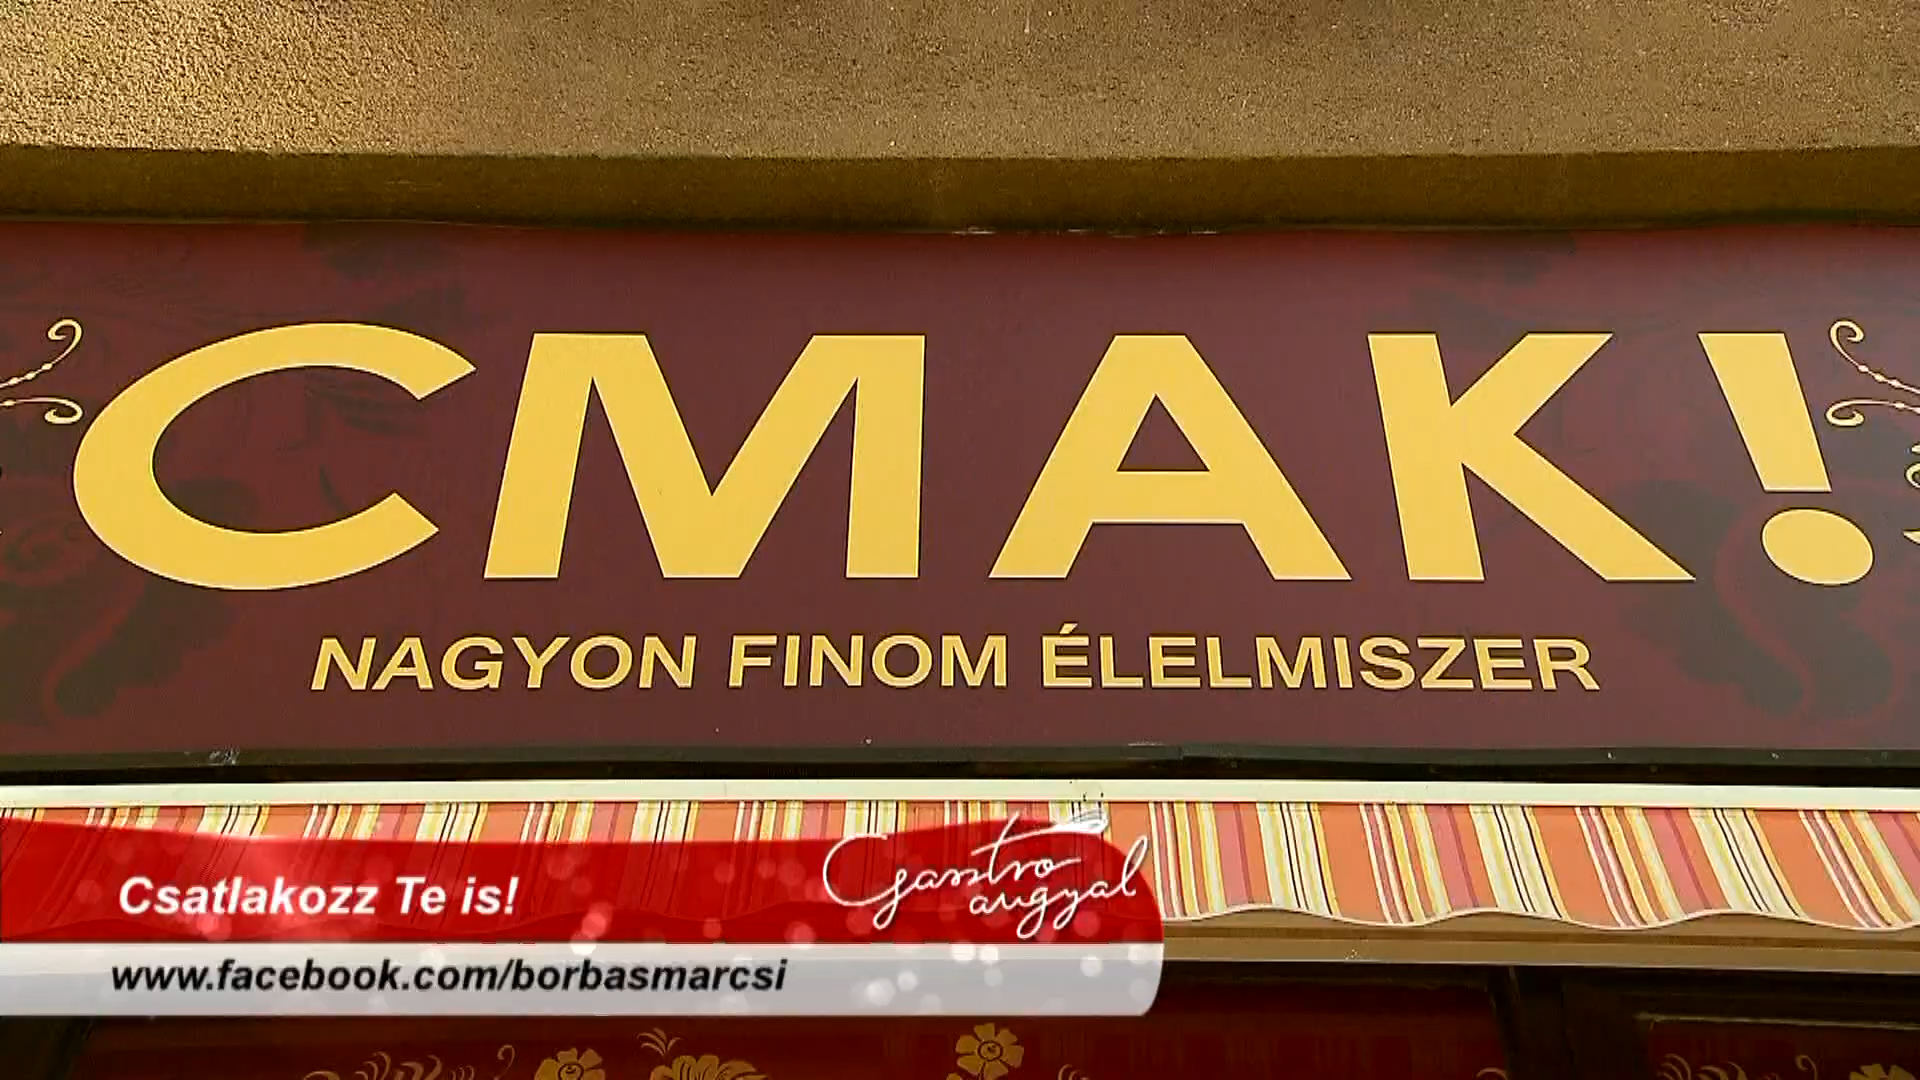 CMAK!
NAGYON FINOM ÉLELMISZER
Csatlakozz Te is!
Gasztro
angyal
www.facebook.com/borbasmarcsi